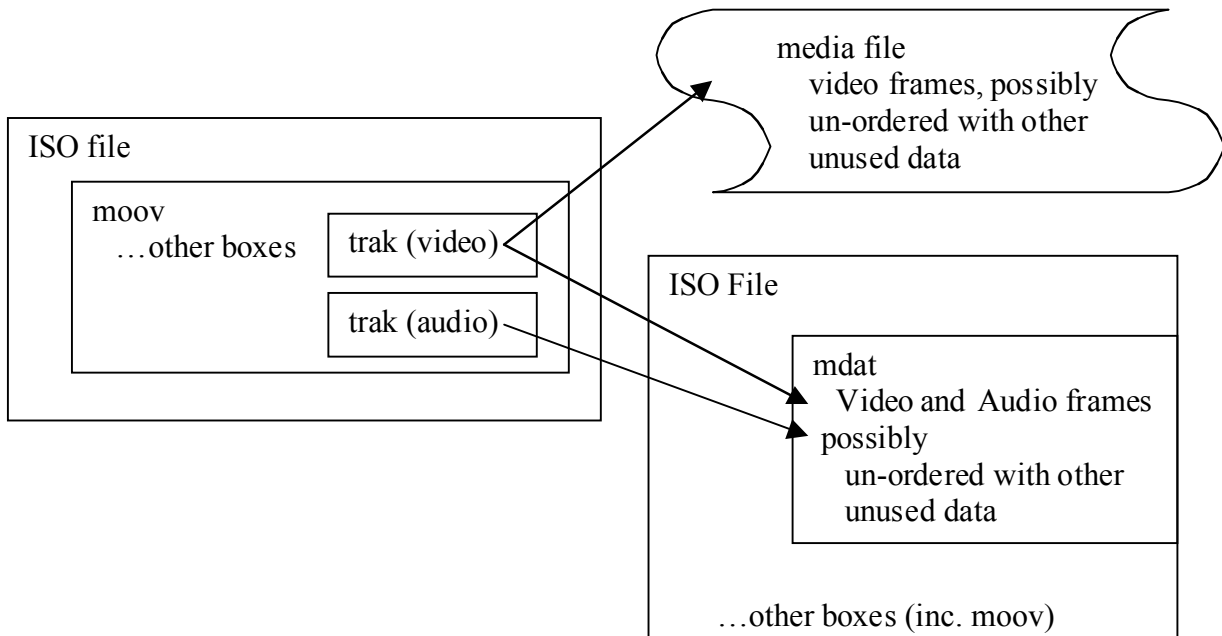 media file
video frames, possibly
un-ordered with other
unused data
ISO file
moov
…other boxes
trak (video)
trak (audio)
ISO File
mdat
Video and Audio frames
possibly
un-ordered with other
unused data
…other boxes (inc. moov)